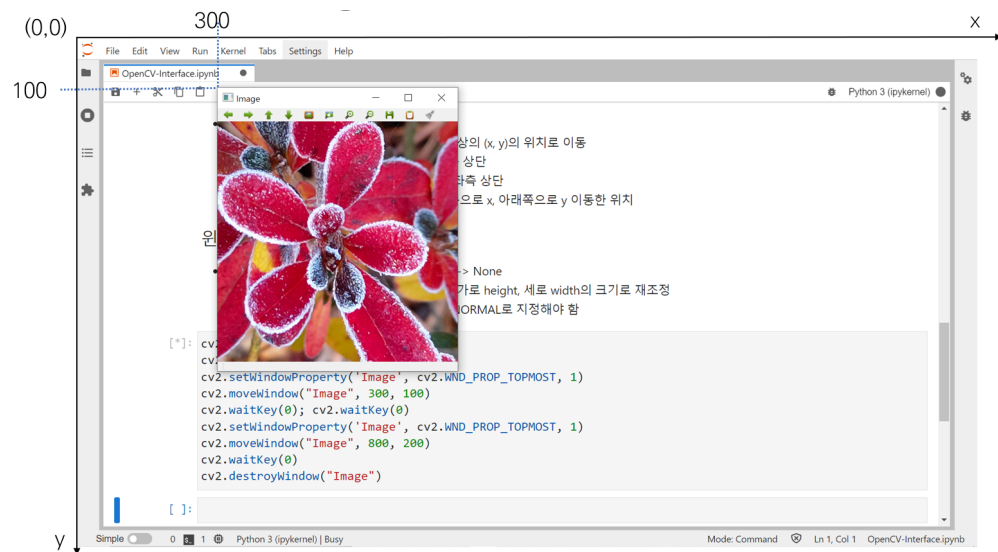 (0,0)
300
x
File Edit View Run Kernel Tabs Settings Help
100
OpenCV-Interface.ipynb
Python 3 (ipykernel)
Image
상의 (x, y)의 위치로 이동
상단
좌측 상단
으로 x, 아래쪽으로 y 이동한 위치
윈
-> None
가로 height, 세로 width의 크기로 재조정
NORMAL로 지정해야 함
[*]:
cv2.setWindowProperty('Image', cv2.WND_PROP_TOPMOST, 1)
cv2.moveWindow("Image", 300, 100)
cv2.waitKey(0); cv2.waitKey(0)
cv2.setWindowProperty('Image', cv2.WND_PROP_TOPMOST, 1)
cv2.moveWindow("Image", 800, 200)
cv2.waitKey(0)
cv2.destroyWindow("Image")
[ ]:
y
Simple 0 1 Python 3 (ipykernel) | Busy Mode: Command Ln 1, Col 1 OpenCV-Interface.ipynb